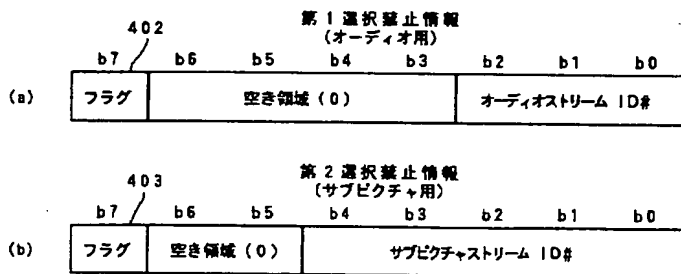 第1選択禁止情報
(オーディオ用)
402
b7 b6 b5 b4 b3 b2 b1 b0
(a) フラグ 空き領域(0) オーディオストリーム ID#
第2選択禁止情報
(サブピクチャ用)
403
b7 b6 b5 b4 b3 b2 b1 b0
(b) フラグ 空き領域(0) サブピクチャストリーム ID#